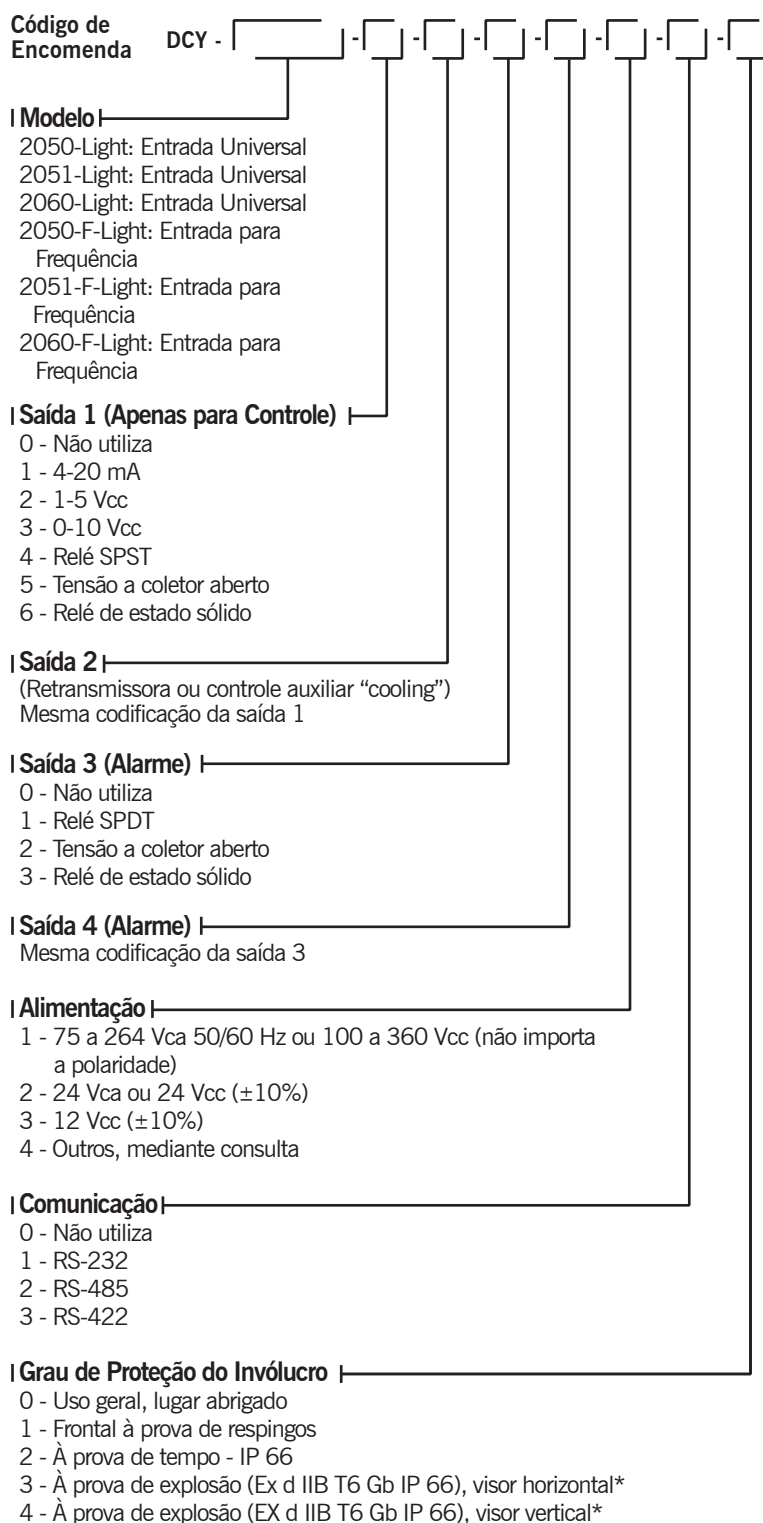 Código de
Encomenda
DCY - - - - - - - -
Modelo
2050-Light: Entrada Universal
2051-Light: Entrada Universal
2060-Light: Entrada Universal
2050-F-Light: Entrada para
Frequência
2051-F-Light: Entrada para
Frequência
2060-F-Light: Entrada para
Frequência
Saída 1 (Apenas para Controle)
0 - Não utiliza
1 - 4-20 mA
2 - 1-5 Vcc
3 - 0-10 Vcc
4 - Relé SPST
5 - Tensão a coletor aberto
6 - Relé de estado sólido
Saída 2
(Retransmissora ou controle auxiliar “cooling”)
Mesma codificação da saída 1
Saída 3 (Alarme)
0 - Não utiliza
1 - Relé SPDT
2 - Tensão a coletor aberto
3 - Relé de estado sólido
Saída 4 (Alarme)
Mesma codificação da saída 3
Alimentação
1 - 75 a 264 Vca 50/60 Hz ou 100 a 360 Vcc (não importa
a polaridade)
2 - 24 Vca ou 24 Vcc (±10%)
3 - 12 Vcc (±10%)
4 - Outros, mediante consulta
Comunicação
0 - Não utiliza
1 - RS-232
2 - RS-485
3 - RS-422
Grau de Proteção do Invólucro
0 - Uso geral, lugar abrigado
1 - Frontal à prova de respingos
2 - À prova de tempo - IP 66
3 - À prova de explosão (Ex d IIB T6 Gb IP 66), visor horizontal*
4 - À prova de explosão (EX d IIB T6 Gb IP 66), visor vertical*